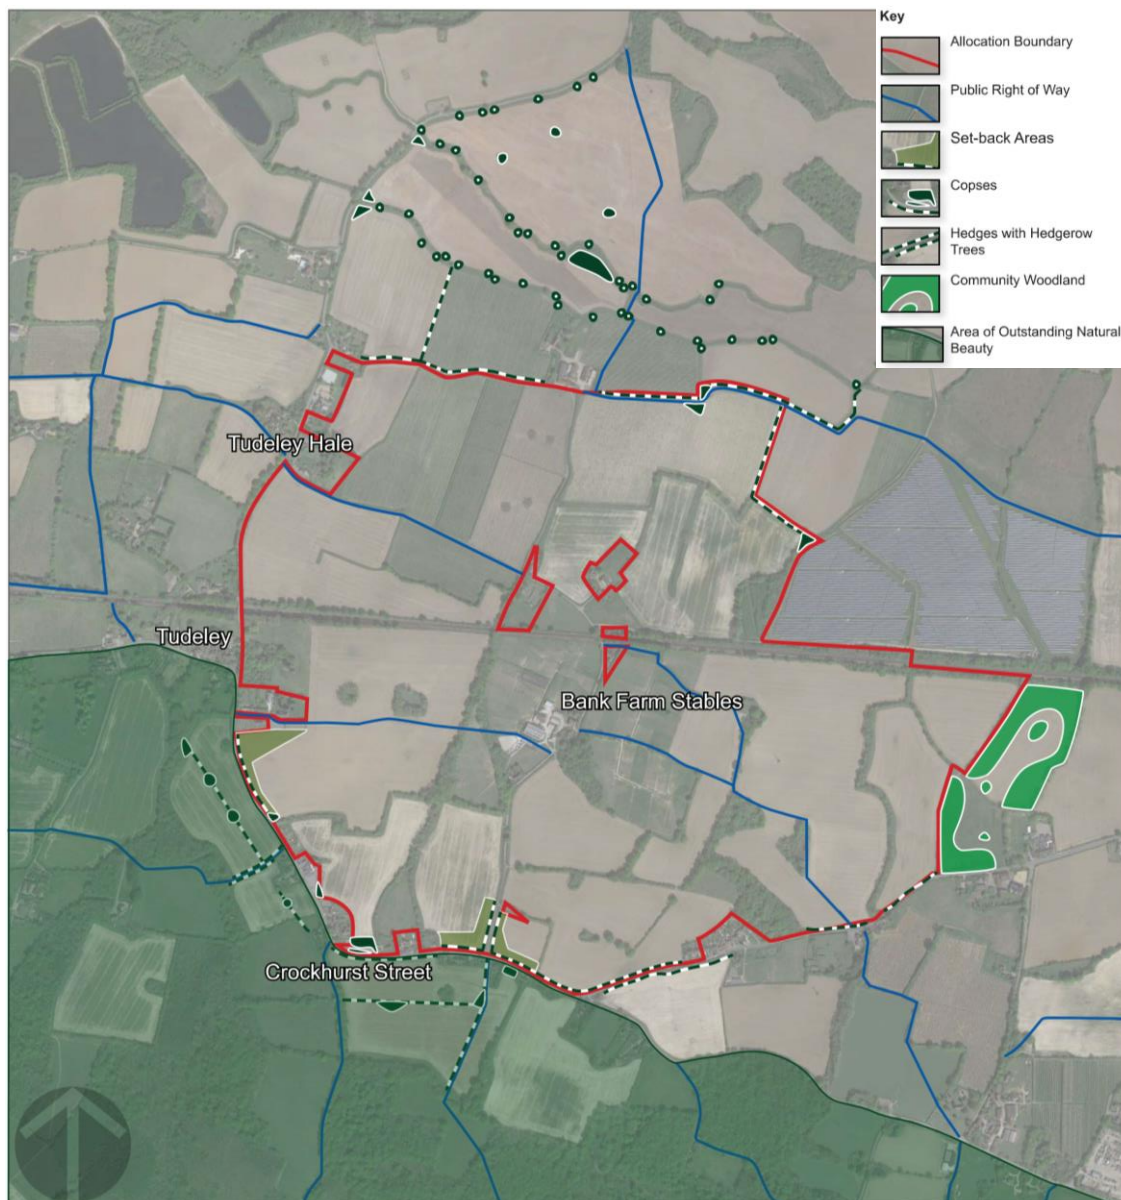 Key
Allocation Boundary
Public Right of Way
Set-back Areas
Copses
Hedges with Hedgerow
Trees
Community Woodland
Area of Outstanding Natural
Beauty
Tudeley Hale
Tudeley
Bank Farm Stables
Crockhurst Street